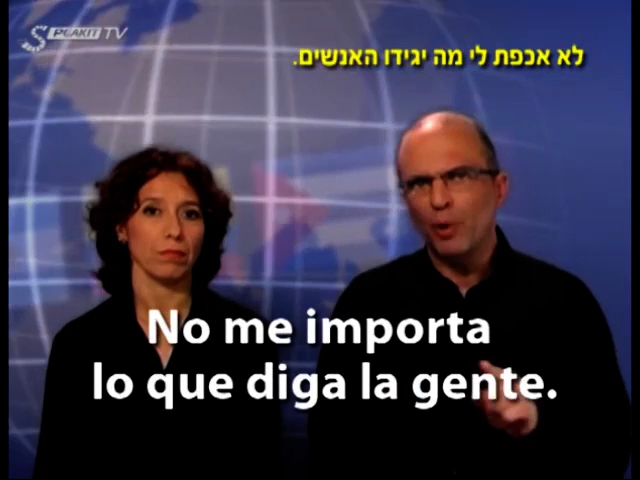 SPEAKIT TV
לא אכפת לי מה יגידו האנשים.
No me importa
lo que diga la gente.